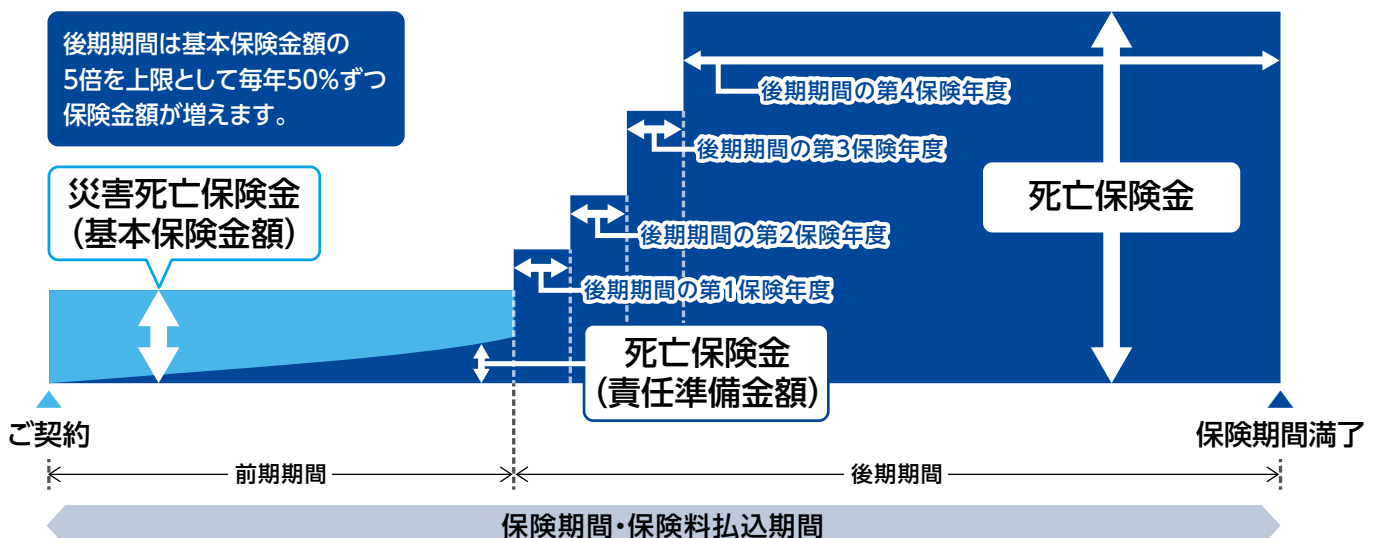 後期期間は基本保険金額の
5倍を上限として毎年50%ずつ
保険金額が増えます。
災害死亡保険金
(基本保険金額)
後期期間の第4保険年度
後期期間の第3保険年度
後期期間の第2保険年度
後期期間の第1保険年度
死亡保険金
死亡保険金
(責任準備金額)
ご契約
保険期間満了
前期期間
後期期間
保険期間・保険料払込期間